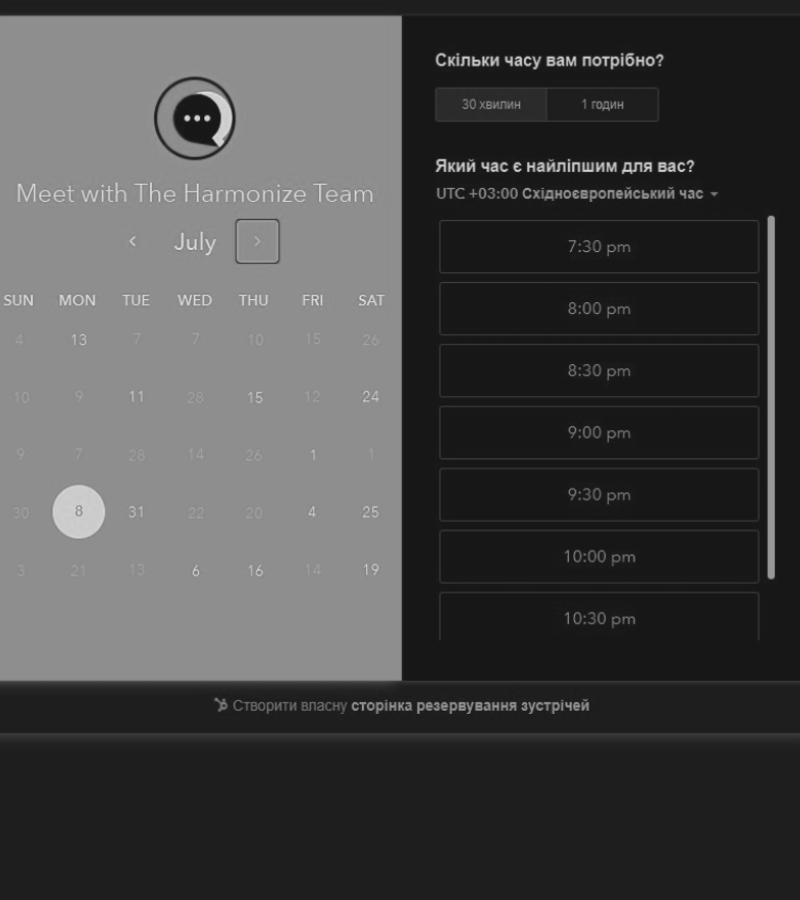 Meet with The Harmonize Team
July
SUN MON TUE WED THU FRI SAT
4 13 7 7 10 15 26
10 9 11 28 15 12 24
9 7 28 14 26 1 1
30 8 31 22 20 4 25
3 21 13 6 16 14 19
Скільки часу вам потрібно?
30 хвилин 1 годин
Який час є найліпшим для вас?
UTC +03:00 Східноєвропейський час
7:30 pm
8:00 pm
8:30 pm
9:00 pm
9:30 pm
10:00 pm
10:30 pm
Створити власну сторінка резервування зустрічей